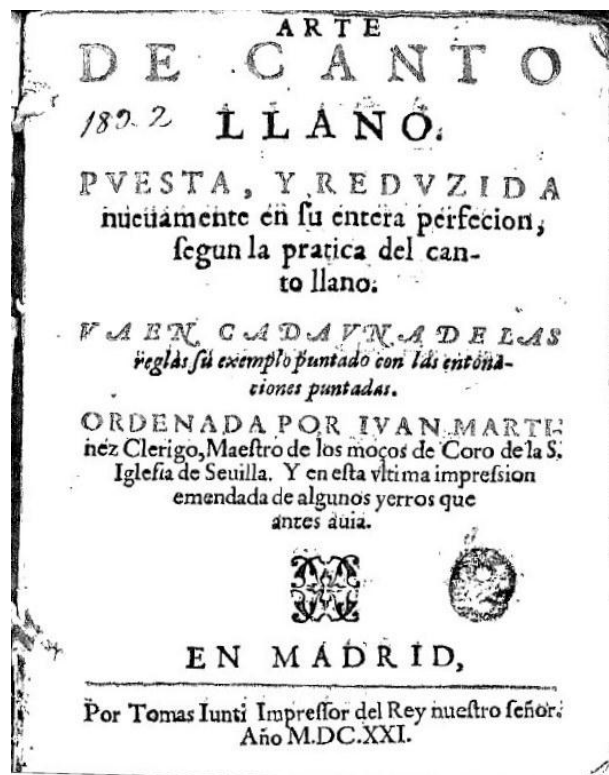 ARTE
DE CANTO
1892
LLANO.
PVESTA, Y REDVZIDA
nueuamente en ſu entera perfecion,
ſegun la pratica del can-
to llano.
VA EN CADA VNA DE LAS
reglas ſu exemplo puntado con las entona-
ciones puntadas.
ORDENADA POR IVAN MARTI-
nez Clerigo, Maeſtro de los moços de Coro de la S.
Igleſia de Seuilla. Y en eſta vltima impreſsion
emendada de algunos yerros que
antes auia.
EN MADRID,
Por Tomas Iunti Impreſſor del Rey nueſtro ſeñor.
Año M.DC.XXI.